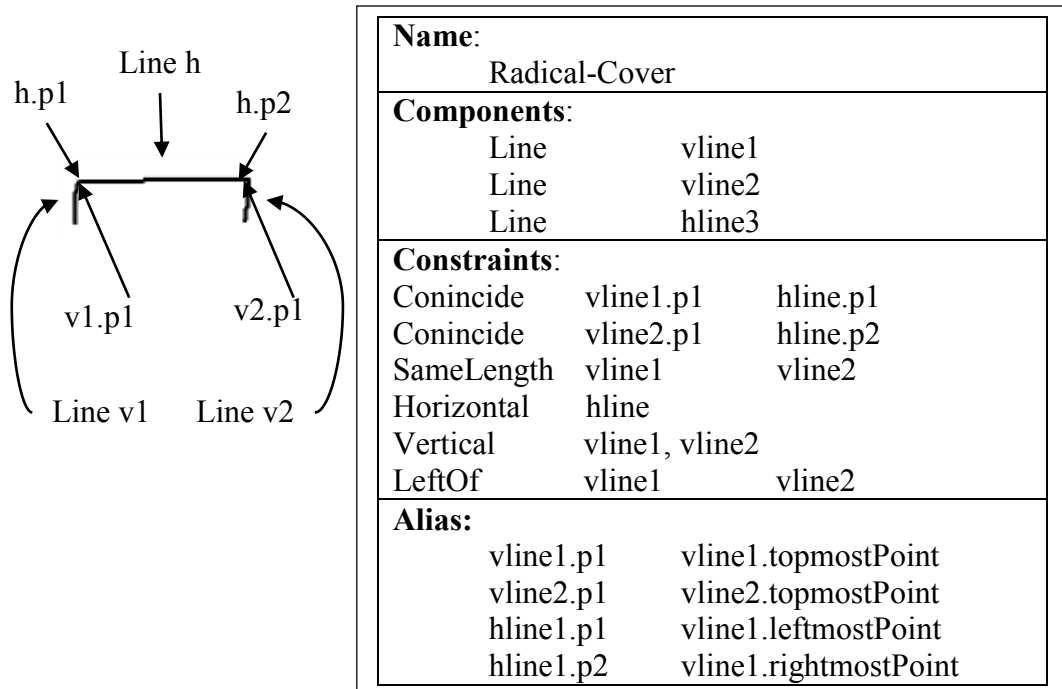 Line h
h.p1
h.p2
v1.p1
v2.p1
Line v1 Line v2
Name:
Radical-Cover
Components:
Line vline1
Line vline2
Line hline3
Constraints:
Conincide vline1.p1 hline.p1
Conincide vline2.p1 hline.p2
SameLength vline1 vline2
Horizontal hline
Vertical vline1, vline2
LeftOf vline1 vline2
Alias:
vline1.p1 vline1.topmostPoint
vline2.p1 vline2.topmostPoint
hline1.p1 vline1.leftmostPoint
hline1.p2 vline1.rightmostPoint